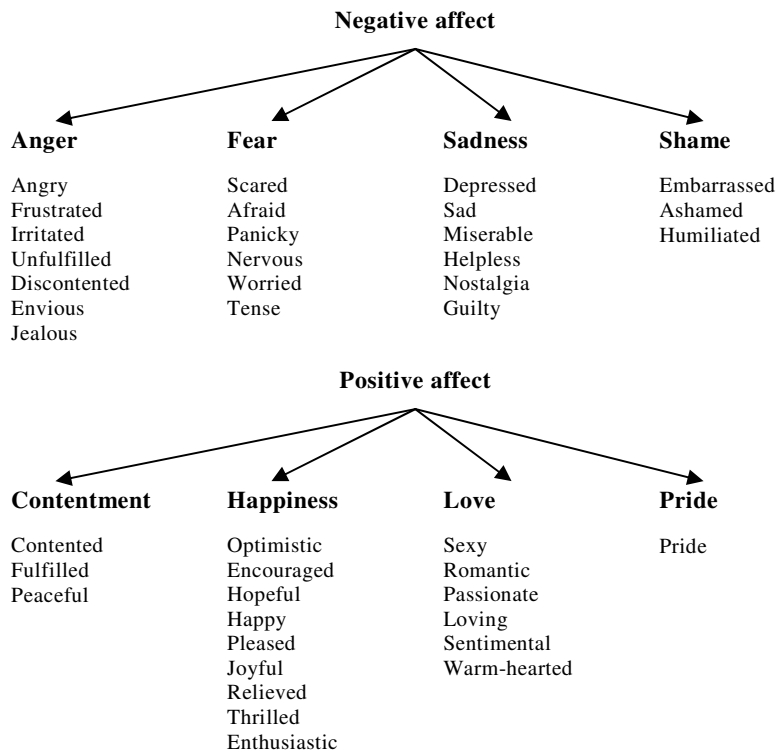 Negative affect
Anger
Fear
Sadness
Shame
Angry
Frustrated
Irritated
Unfulfilled
Discontented
Envious
Jealous
Scared
Afraid
Panicky
Nervous
Worried
Tense
Depressed
Sad
Miserable
Helpless
Nostalgia
Guilty
Embarrassed
Ashamed
Humiliated
Positive affect
Contentment
Happiness
Love
Pride
Contented
Fulfilled
Peaceful
Optimistic
Encouraged
Hopeful
Happy
Pleased
Joyful
Relieved
Thrilled
Enthusiastic
Sexy
Romantic
Passionate
Loving
Sentimental
Warm-hearted
Pride